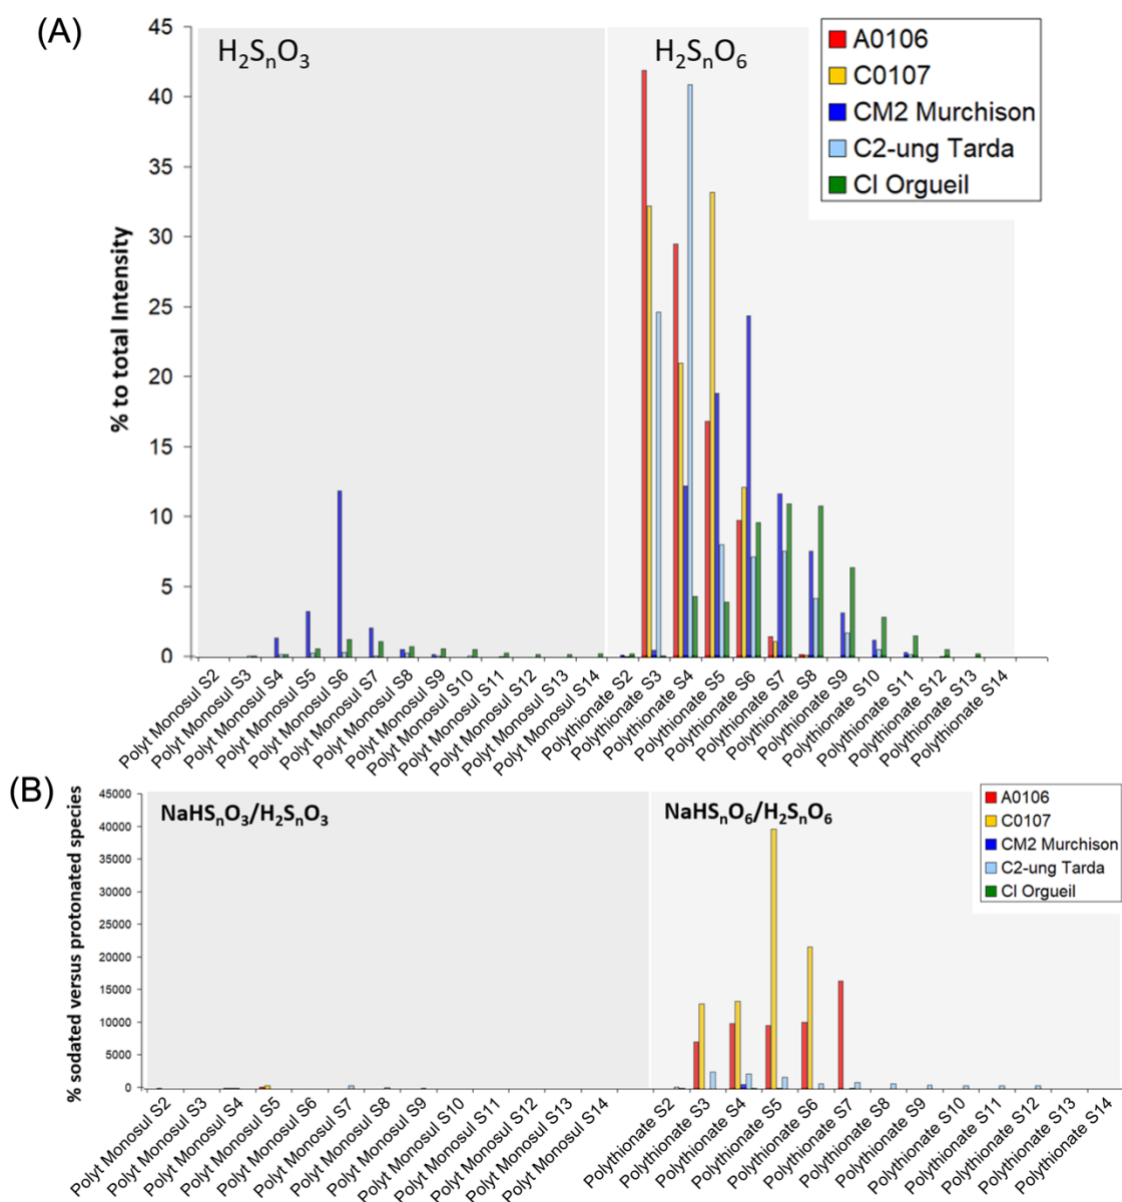 (A)
H2SnO3
H2SnO6
A0106
C0107
CM2 Murchison
C2-ung Tarda
CI Orgueil
% to total Intensity
45
40
35
30
25
20
15
10
5
0
Polyt Monosul S2
Polyt Monosul S3
Polyt Monosul S4
Polyt Monosul S5
Polyt Monosul S6
Polyt Monosul S7
Polyt Monosul S8
Polyt Monosul S9
Polyt Monosul S10
Polyt Monosul S11
Polyt Monosul S12
Polyt Monosul S13
Polyt Monosul S14
Polythionate S2
Polythionate S3
Polythionate S4
Polythionate S5
Polythionate S6
Polythionate S7
Polythionate S8
Polythionate S9
Polythionate S10
Polythionate S11
Polythionate S12
Polythionate S13
Polythionate S14
(B)
NaHSnO3/H2SnO3
NaHSnO6/H2SnO6
A0106
C0107
CM2 Murchison
C2-ung Tarda
CI Orgueil
% sodated versus protonated species
45000
40000
35000
30000
25000
20000
15000
10000
5000
0
Polyt Monosul S2
Polyt Monosul S3
Polyt Monosul S4
Polyt Monosul S5
Polyt Monosul S6
Polyt Monosul S7
Polyt Monosul S8
Polyt Monosul S9
Polyt Monosul S10
Polyt Monosul S11
Polyt Monosul S12
Polyt Monosul S13
Polyt Monosul S14
Polythionate S2
Polythionate S3
Polythionate S4
Polythionate S5
Polythionate S6
Polythionate S7
Polythionate S8
Polythionate S9
Polythionate S10
Polythionate S11
Polythionate S12
Polythionate S13
Polythionate S14